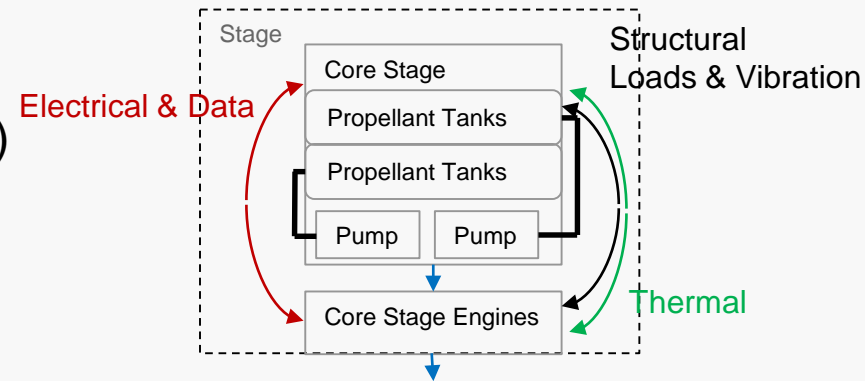 Stage
Structural
Loads & Vibration
Core Stage
Electrical & Data
)
Propellant Tanks
Propellant Tanks
Pump
Pump
Thermal
Core Stage Engines